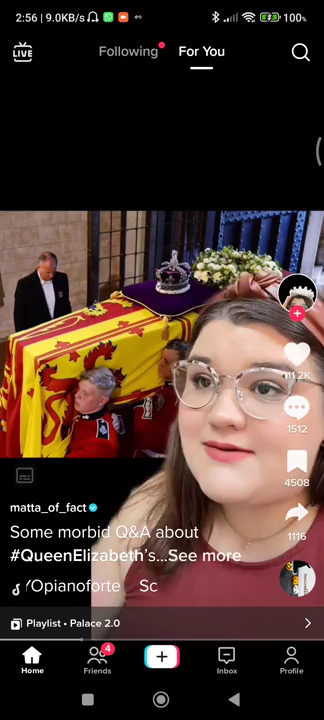 2:56 | 9.0KB/s
100%
LIVE
Following
For You
111.2K
1512
4508
1116
matta_of_fact
Some morbid Q&A about
#QueenElizabeth's...See more
Opianoforte Sc
Playlist • Palace 2.0
4
Home
Friends
Inbox
Profile